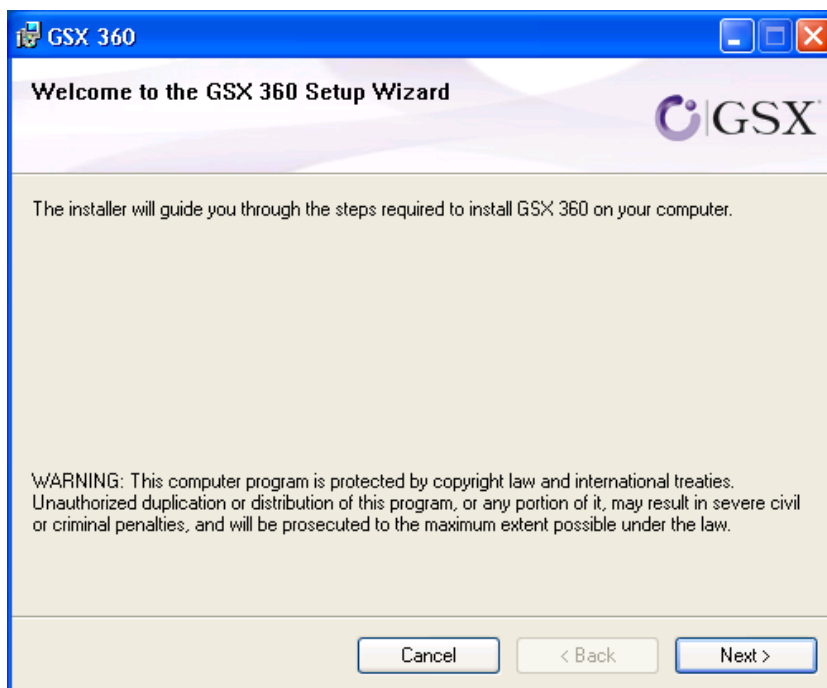 GSX 360
Welcome to the GSX 360 Setup Wizard
GSX
The installer will guide you through the steps required to install GSX 360 on your computer.
WARNING: This computer program is protected by copyright law and international treaties.
Unauthorized duplication or distribution of this program, or any portion of it, may result in severe civil
or criminal penalties, and will be prosecuted to the maximum extent possible under the law.
Cancel
< Back
Next >